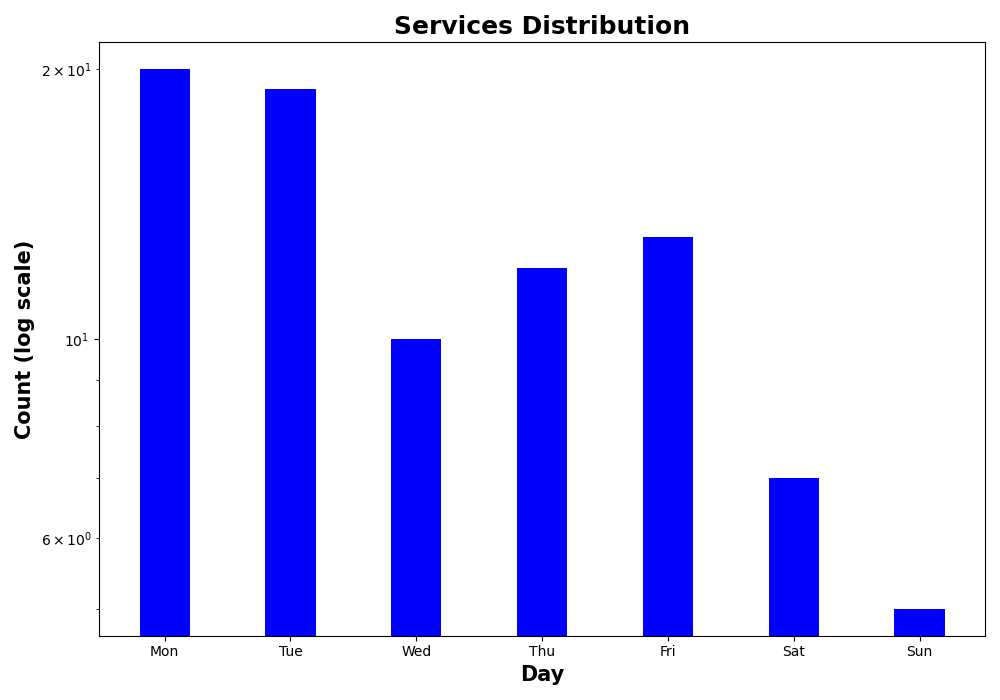 Services Distribution
Count (log scale)
2 × 10¹
10¹
6 × 10⁰
Mon Tue Wed Thu Fri Sat Sun
Day